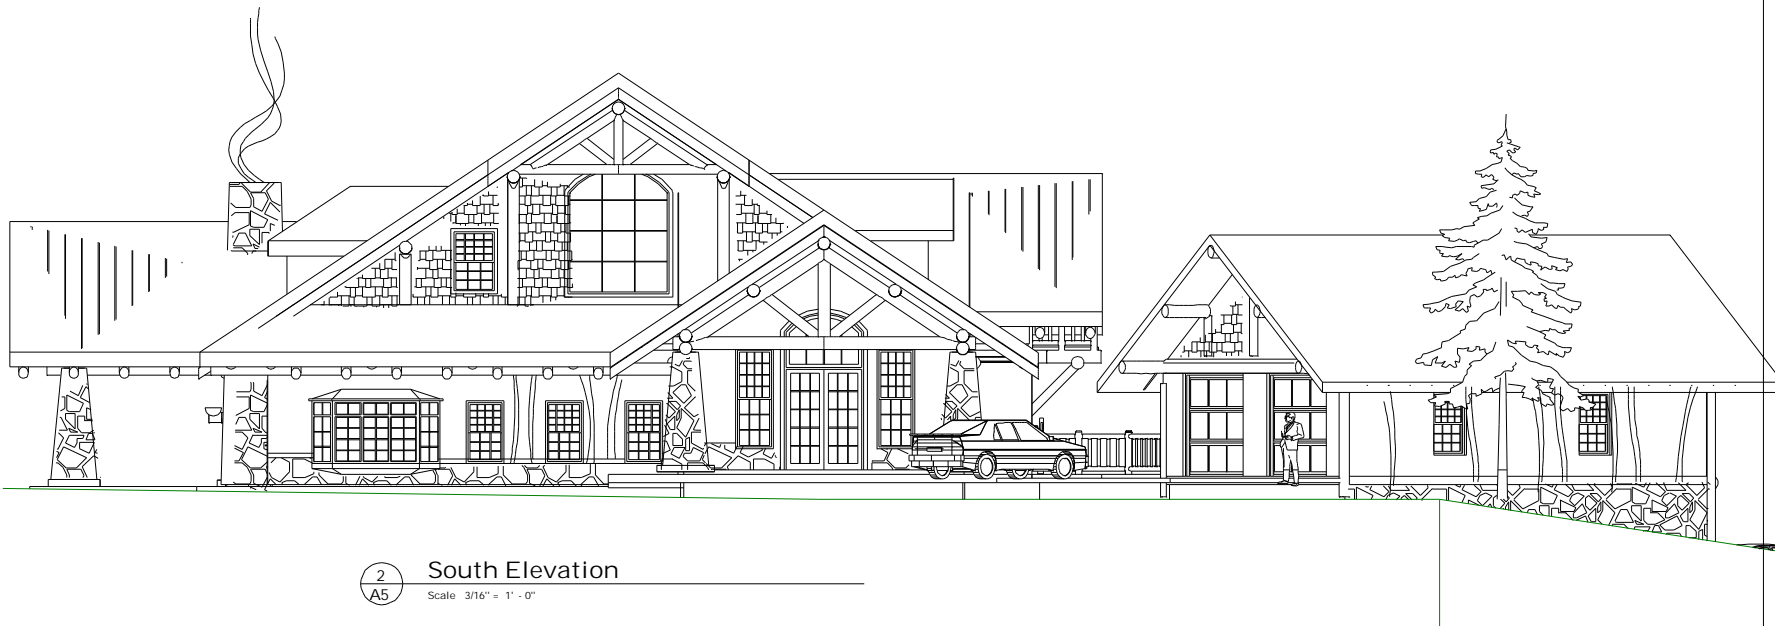 2
A5
South Elevation
Scale 3/16" = 1' - 0"